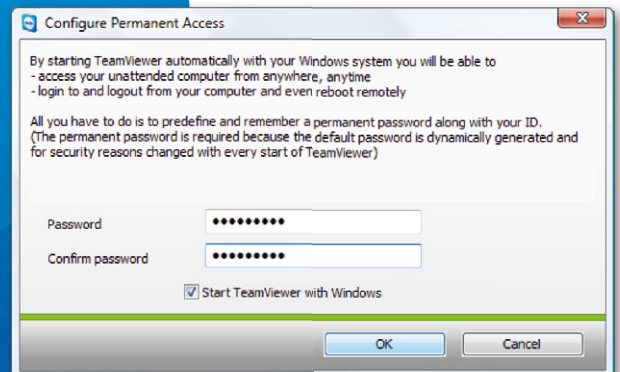 Configure Permanent Access
By starting TeamViewer automatically with your Windows system you will be able to
- access your unattended computer from anywhere, anytime
- login to and logout from your computer and even reboot remotely
All you have to do is to predefine and remember a permanent password along with your ID.
(The permanent password is required because the default password is dynamically generated and
for security reasons changed with every start of TeamViewer)
Password •••••••••
Confirm password •••••••••
Start TeamViewer with Windows
OK Cancel